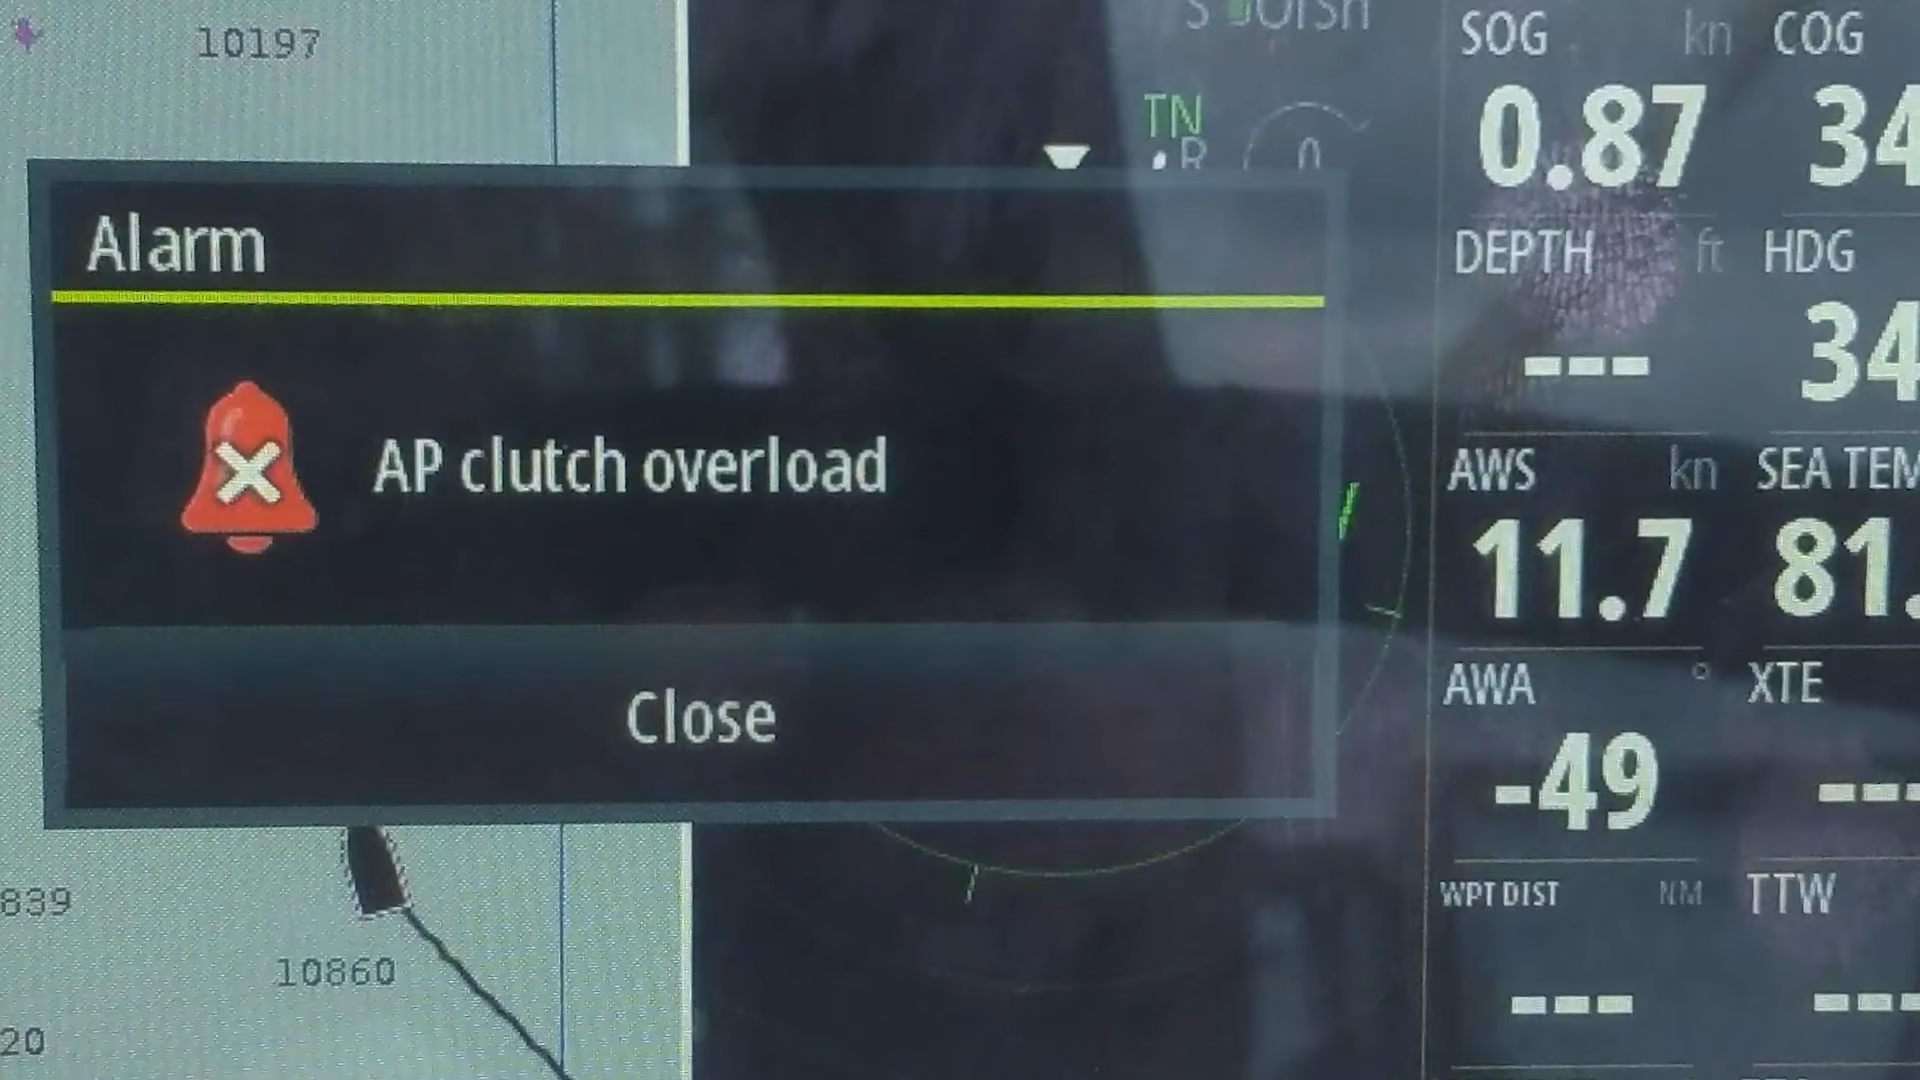 10197
TN
R
0
Alarm
AP clutch overload
Close
839
10860
20
SOG kn COG
0.87 34
DEPTH ft HDG
--- 34
AWS kn SEA TEM
11.7 81.
AWA ° XTE
-49 ---
WPT DIST NM TTW
--- ---